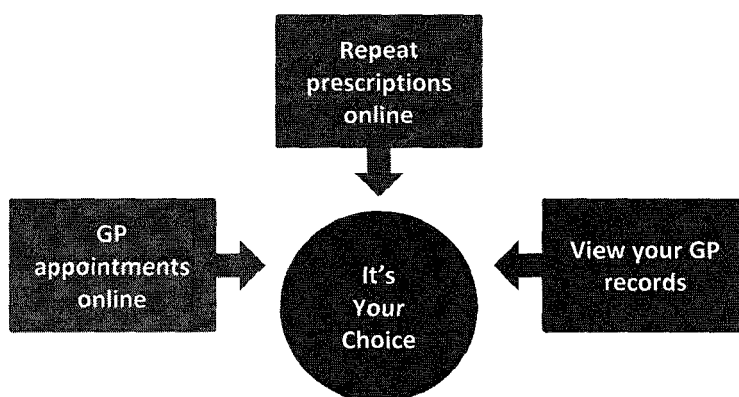 Repeat
prescriptions
online
GP
appointments
online
It's
Your
Choice
View your GP
records